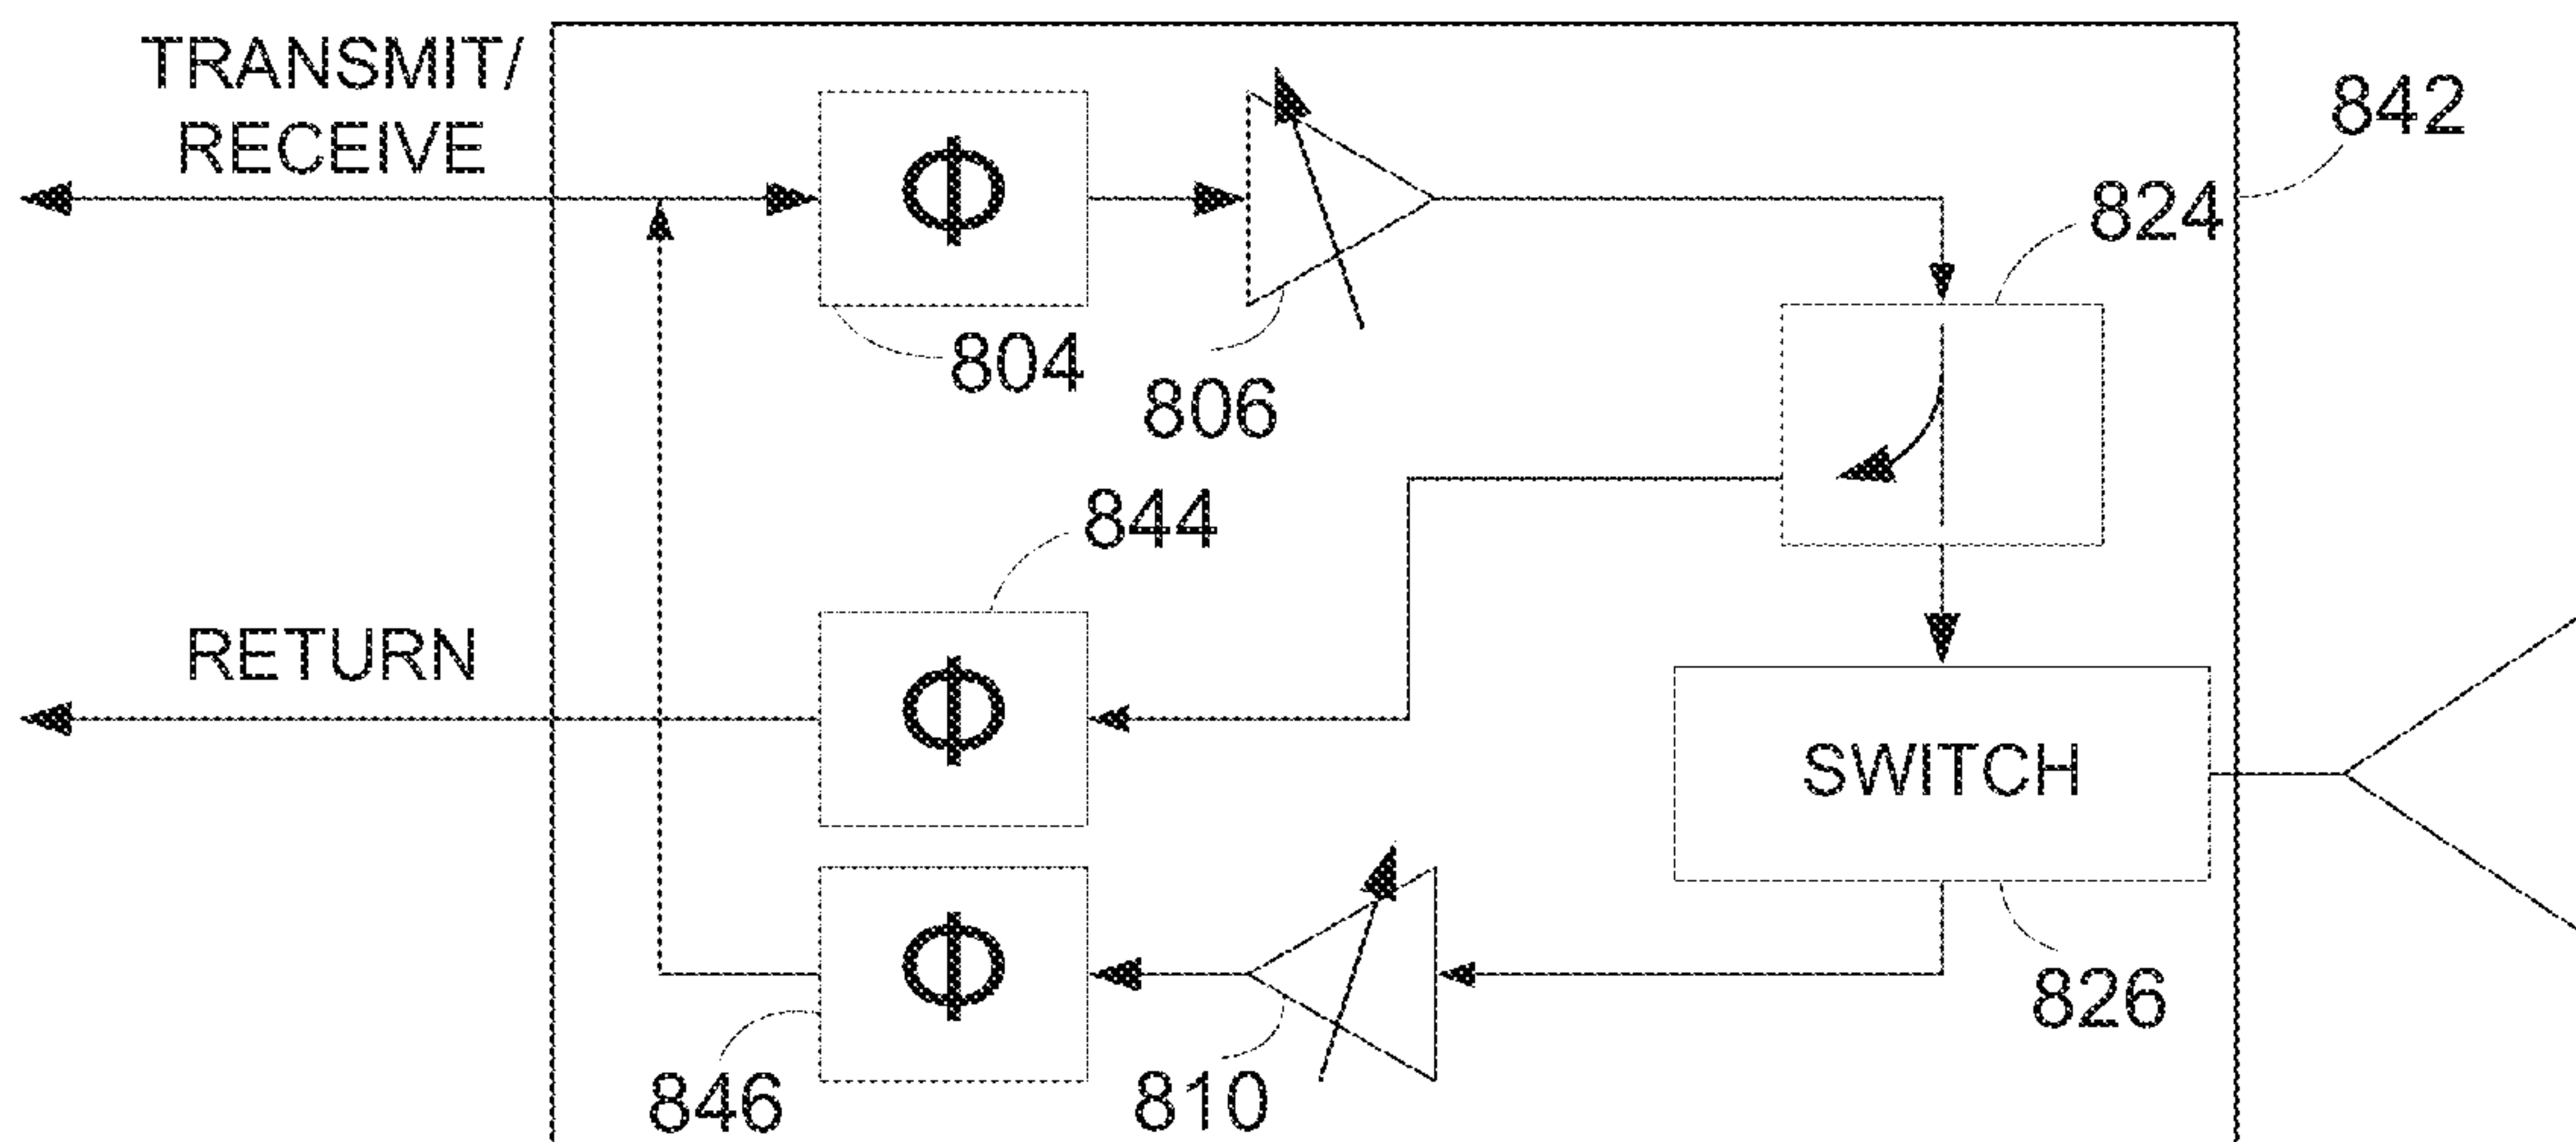 TRANSMIT/
RECEIVE
842
Φ
824
804
806
844
RETURN
Φ
SWITCH
Φ
826
846
810